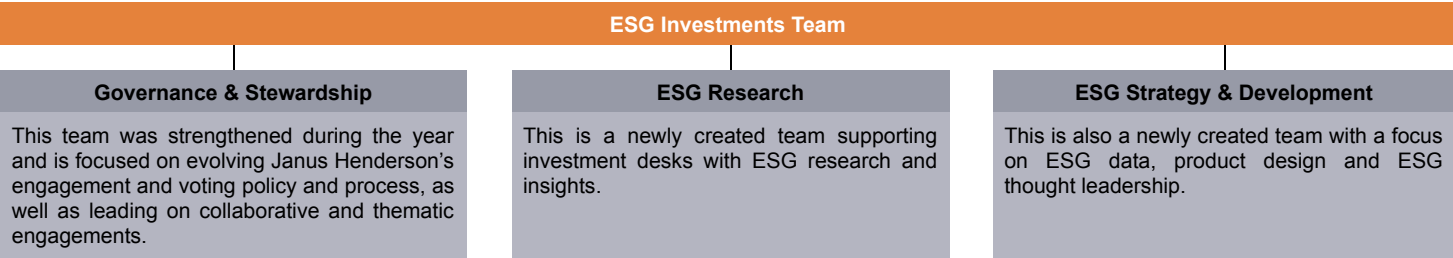 ESG Investments Team
Governance & Stewardship
This team was strengthened during the year
and is focused on evolving Janus Henderson's
engagement and voting policy and process, as
well as leading on collaborative and thematic
engagements.
ESG Research
This is a newly created team supporting
investment desks with ESG research and
insights.
ESG Strategy & Development
This is also a newly created team with a focus
on ESG data, product design and ESG
thought leadership.